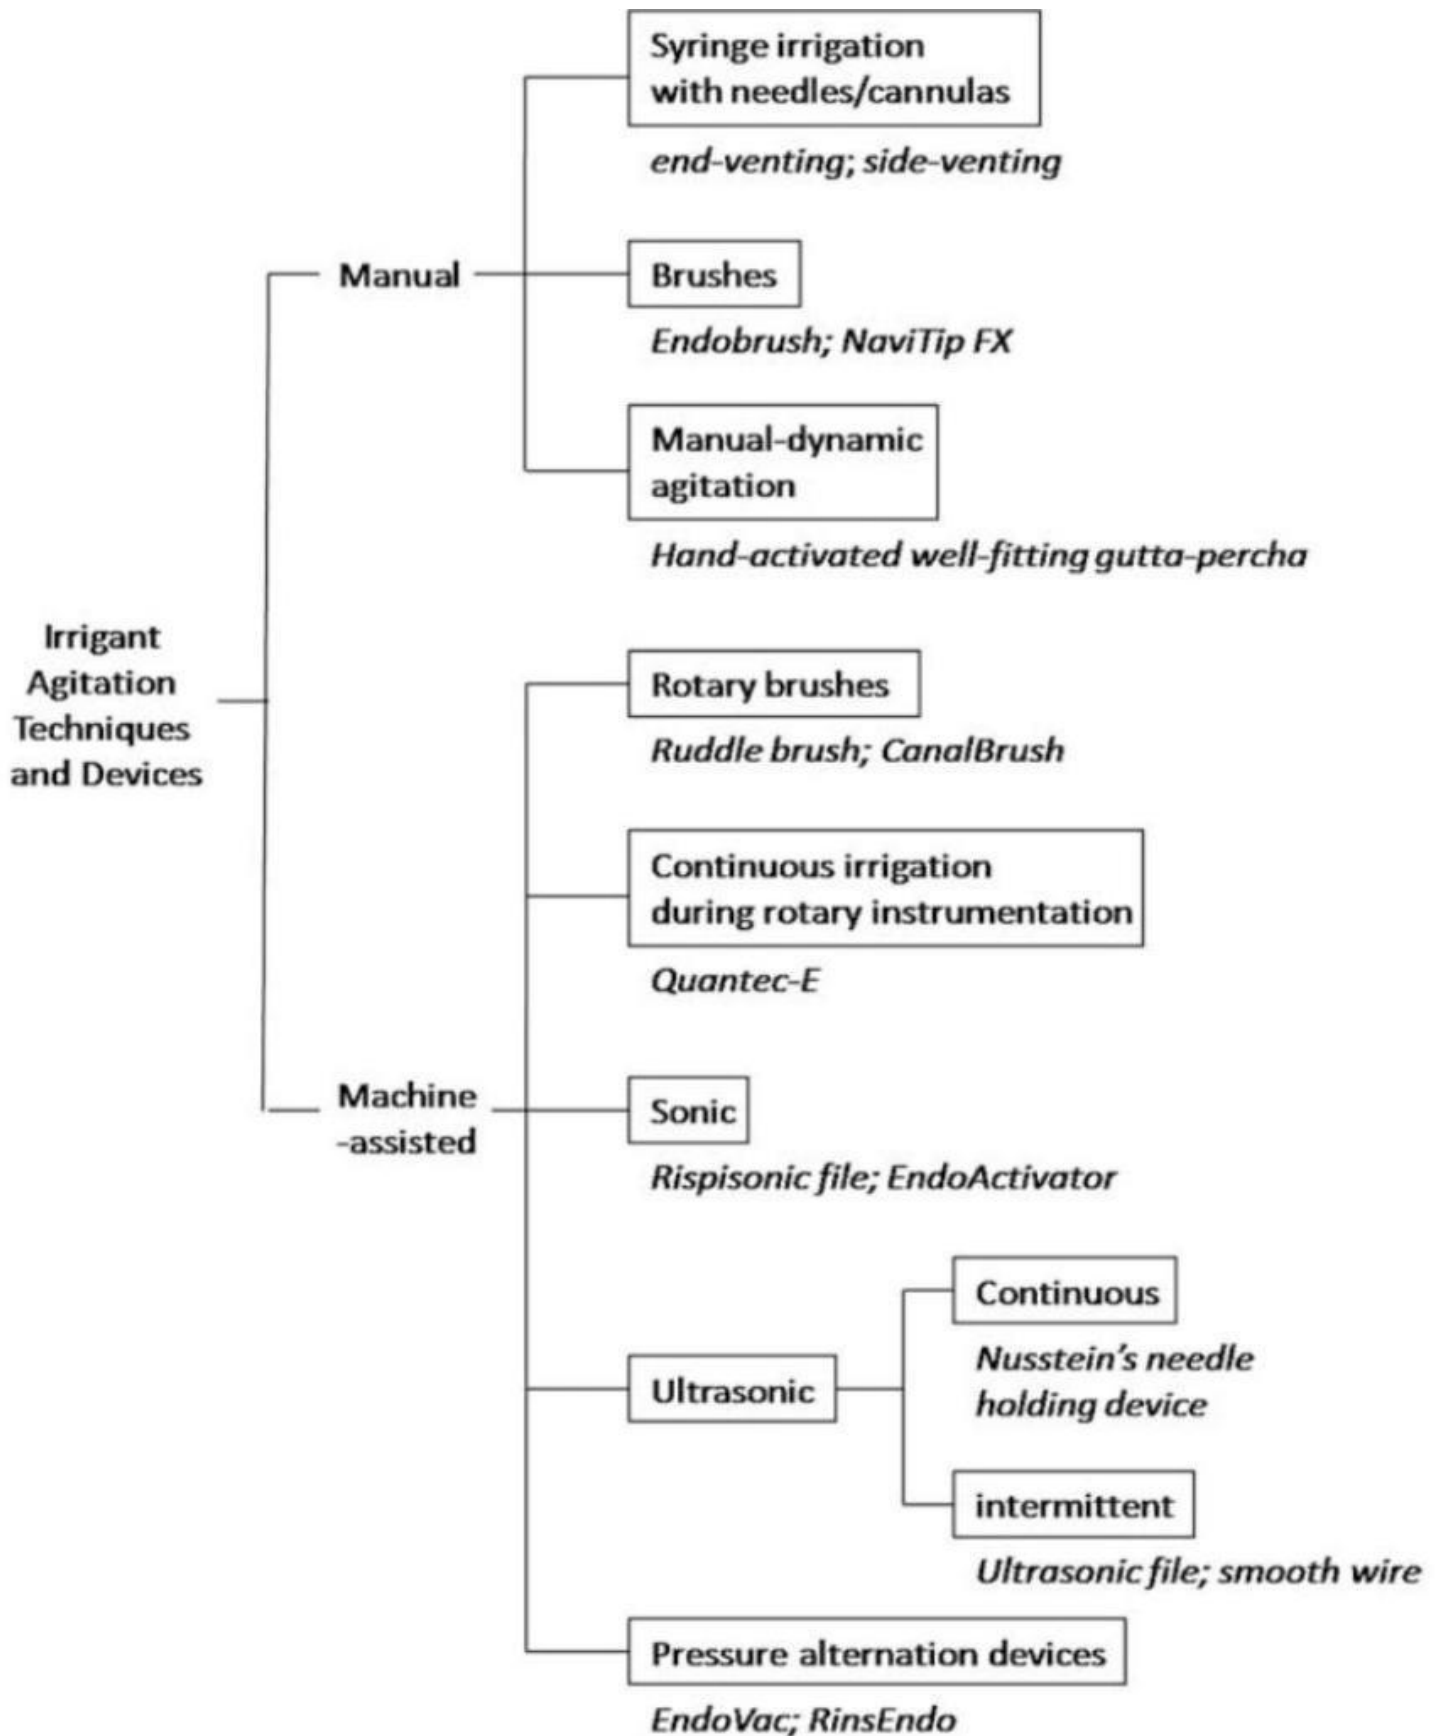 Syringe irrigation
with needles/cannulas
end-venting; side-venting
Manual
Brushes
Endobrush; NaviTip FX
Manual-dynamic
agitation
Hand-activated well-fitting gutta-percha
Irrigant
Agitation
Techniques
and Devices
Rotary brushes
Ruddle brush; CanalBrush
Continuous irrigation
during rotary instrumentation
Quantec-E
Machine
-assisted
Sonic
Rispisonic file; EndoActivator
Ultrasonic
Continuous
Nusstein’s needle
holding device
intermittent
Ultrasonic file; smooth wire
Pressure alternation devices
EndoVac; RinsEndo